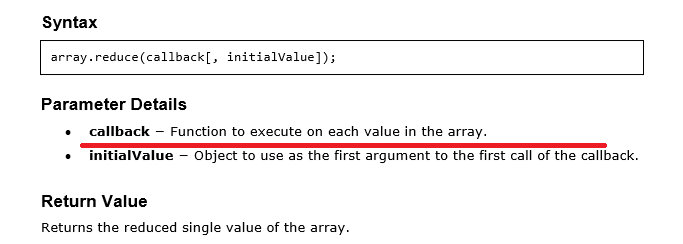 Syntax
array.reduce(callback[, initialValue]);
Parameter Details
• callback − Function to execute on each value in the array.
• initialValue − Object to use as the first argument to the first call of the callback.
Return Value
Returns the reduced single value of the array.